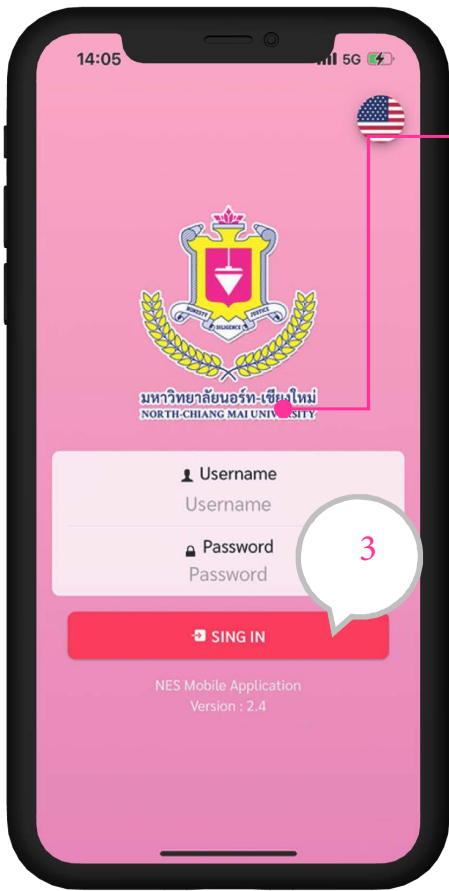 14:05
5G
HONESTY
JUSTICE
DILIGENCE
มหาวิทยาลัยนอร์ท-เชียงใหม่
NORTH-CHIANG MAI UNIVERSITY
Username
Username
Password
Password
3
SING IN
NES Mobile Application
Version : 2.4